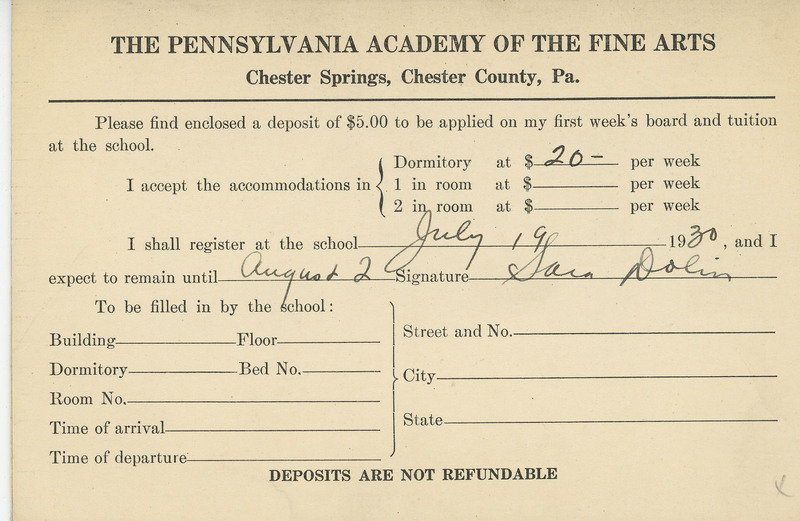 THE PENNSYLVANIA ACADEMY OF THE FINE ARTS
Chester Springs, Chester County, Pa.
Please find enclosed a deposit of $5.00 to be applied on my first week's board and tuition
at the school.
I accept the accommodations in
Dormitory at $ 20- per week
1 in room at $ per week
2 in room at $ per week
I shall register at the school July 19 1930, and I
expect to remain until August 2 Signature Sara Dolin
To be filled in by the school:
Building Floor
Dormitory Bed No.
Room No.
Time of arrival
Time of departure
Street and No.
City
State
DEPOSITS ARE NOT REFUNDABLE
x